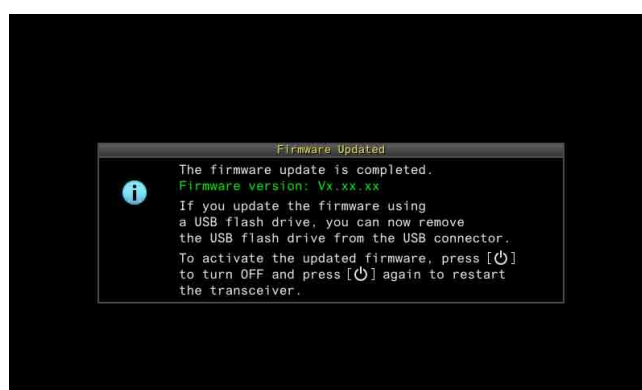 Firmware Updated
The firmware update is completed.
Firmware version: Vx.xx.xx
If you update the firmware using
a USB flash drive, you can now remove
the USB flash drive from the USB connector.
To activate the updated firmware, press [⏻]
to turn OFF and press [⏻] again to restart
the transceiver.